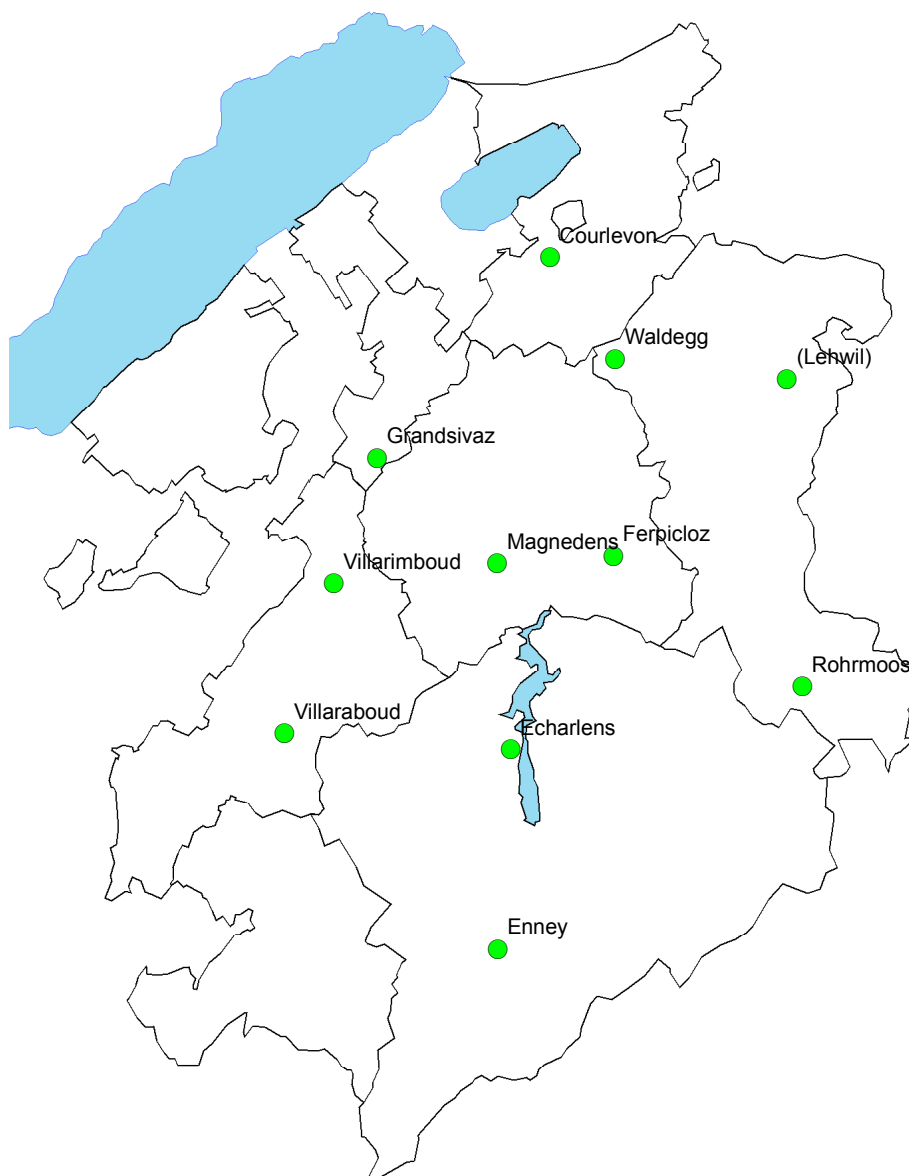 Courlevon
Waldegg
(Lehwil)
Grandsivaz
Magnedens
Ferpicloz
Villarimboud
Rohrmoos
Villaraboud
Echarlens
Enney